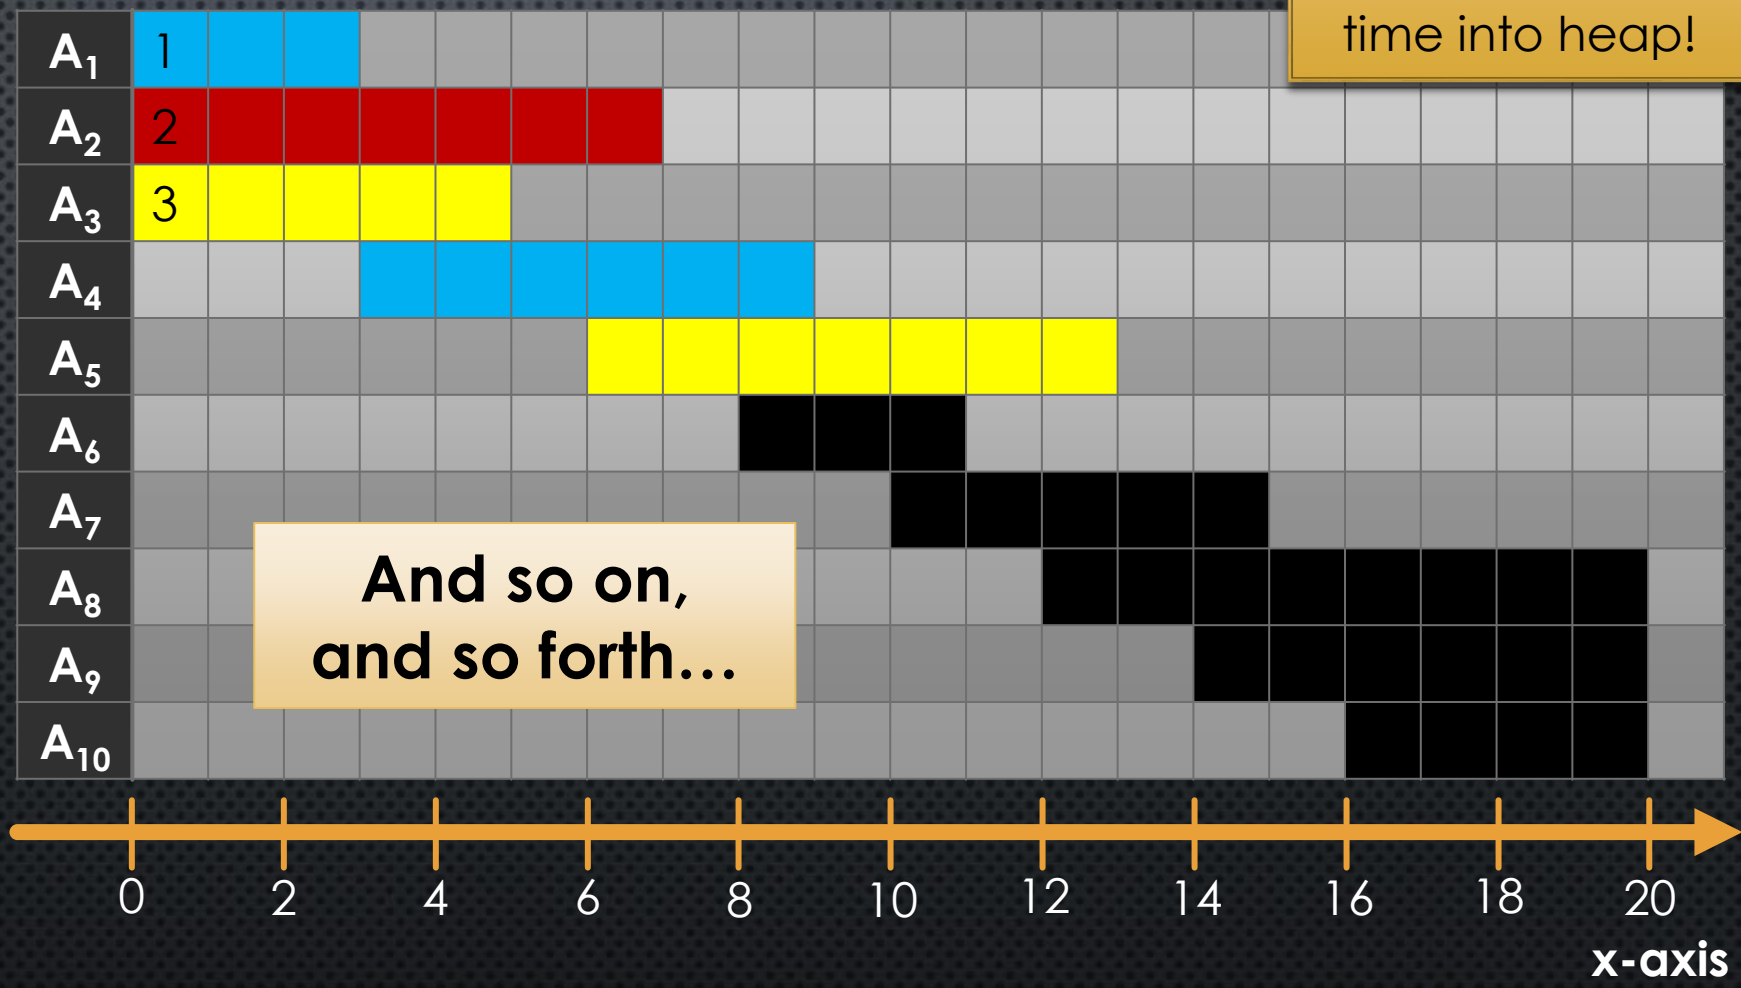 time into heap!
A₁ 1
A₂ 2
A₃ 3
A₄
A₅
A₆
A₇
A₈
A₉
A₁₀
And so on,
and so forth…
0 2 4 6 8 10 12 14 16 18 20
x-axis